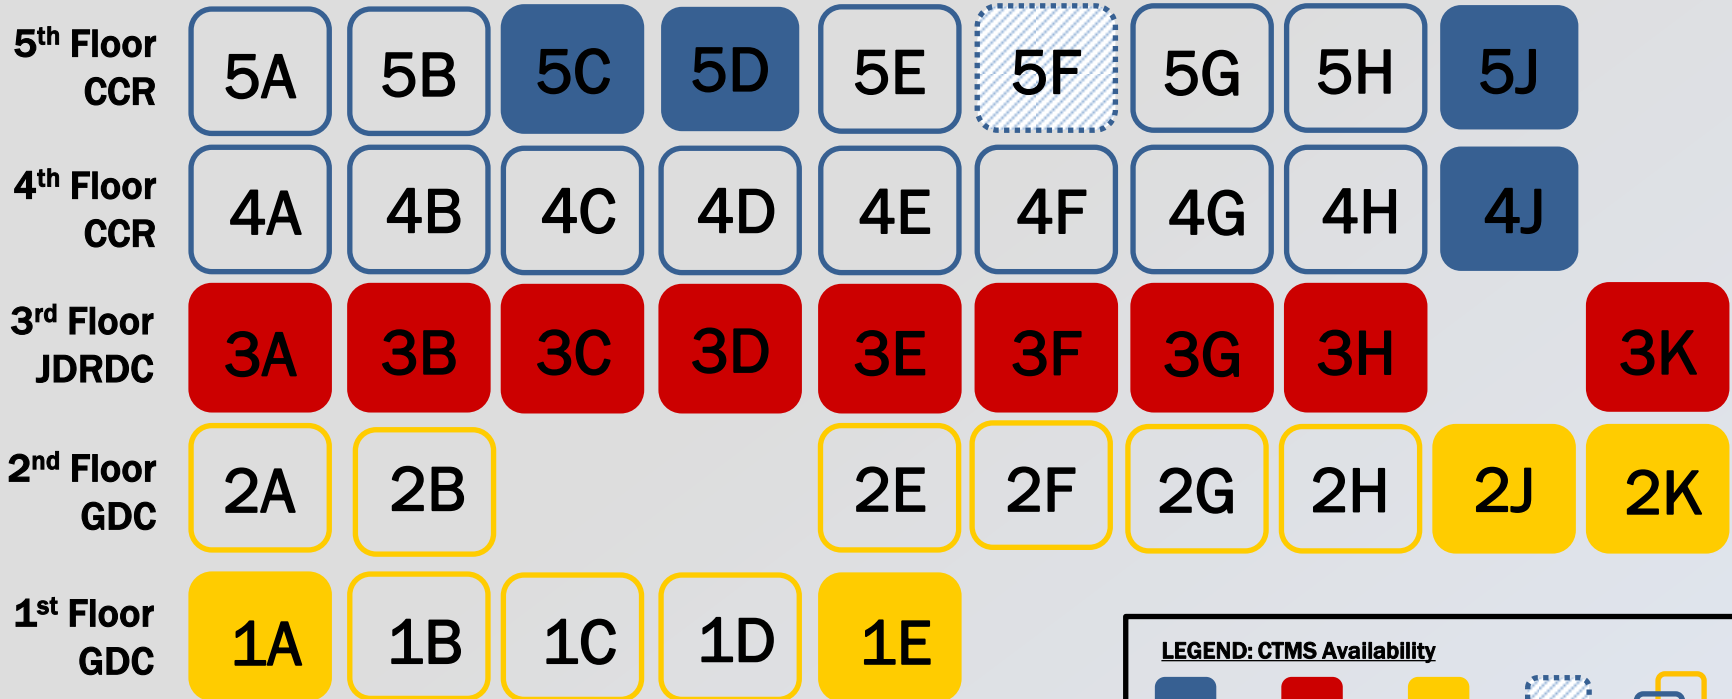 5th Floor CCR 5A 5B 5C 5D 5E 5F 5G 5H 5J
4th Floor CCR 4A 4B 4C 4D 4E 4F 4G 4H 4J
3rd Floor JDRDC 3A 3B 3C 3D 3E 3F 3G 3H 3K
2nd Floor GDC 2A 2B 2E 2F 2G 2H 2J 2K
1st Floor GDC 1A 1B 1C 1D 1E
LEGEND: CTMS Availability